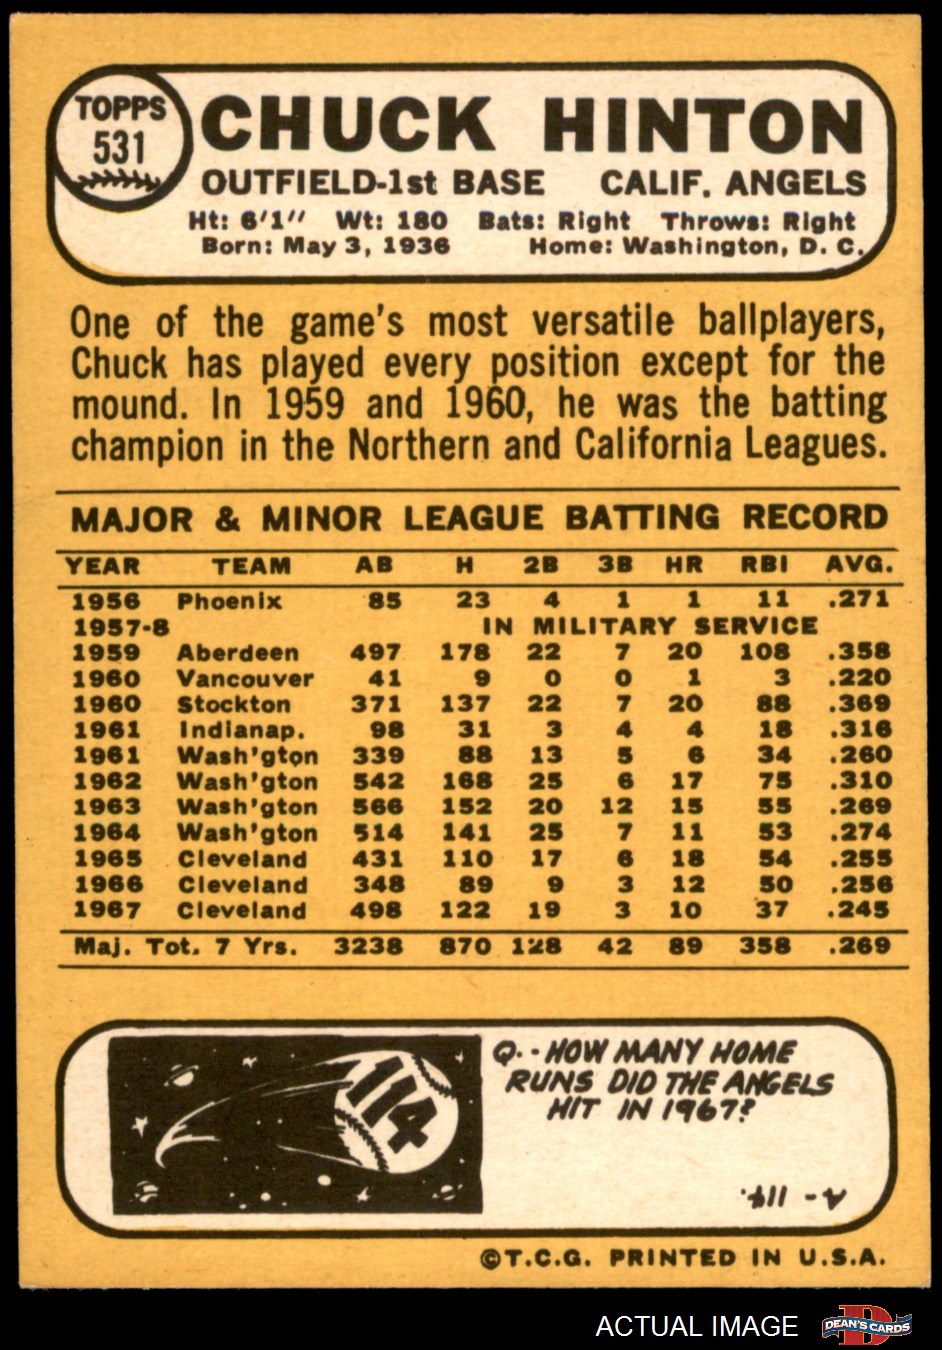 TOPPS
531
CHUCK HINTON
OUTFIELD-1st BASE CALIF. ANGELS
Ht: 6'1" Wt: 180 Bats: Right Throws: Right
Born: May 3, 1936 Home: Washington, D. C.
One of the game's most versatile ballplayers,
Chuck has played every position except for the
mound. In 1959 and 1960, he was the batting
champion in the Northern and California Leagues.
MAJOR & MINOR LEAGUE BATTING RECORD
YEAR TEAM AB H 2B 3B HR RBI AVG.
1956 Phoenix 85 23 4 1 1 11 .271
1957-8 IN MILITARY SERVICE
1959 Aberdeen 497 178 22 7 20 108 .358
1960 Vancouver 41 9 0 0 1 3 .220
1960 Stockton 371 137 22 7 20 88 .369
1961 Indianap. 98 31 3 4 4 18 .316
1961 Wash'gton 339 88 13 5 6 34 .260
1962 Wash'gton 542 168 25 6 17 75 .310
1963 Wash'gton 566 152 20 12 15 55 .269
1964 Wash'gton 514 141 25 7 11 53 .274
1965 Cleveland 431 110 17 6 18 54 .255
1966 Cleveland 348 89 9 3 12 50 .256
1967 Cleveland 498 122 19 3 10 37 .245
Maj. Tot. 7 Yrs. 3238 870 128 42 89 358 .269
114
Q.- HOW MANY HOME
RUNS DID THE ANGELS
HIT IN 1967?
A- 114.
©T.C.G. PRINTED IN U.S.A.
ACTUAL IMAGE
D
DEAN'S CARDS